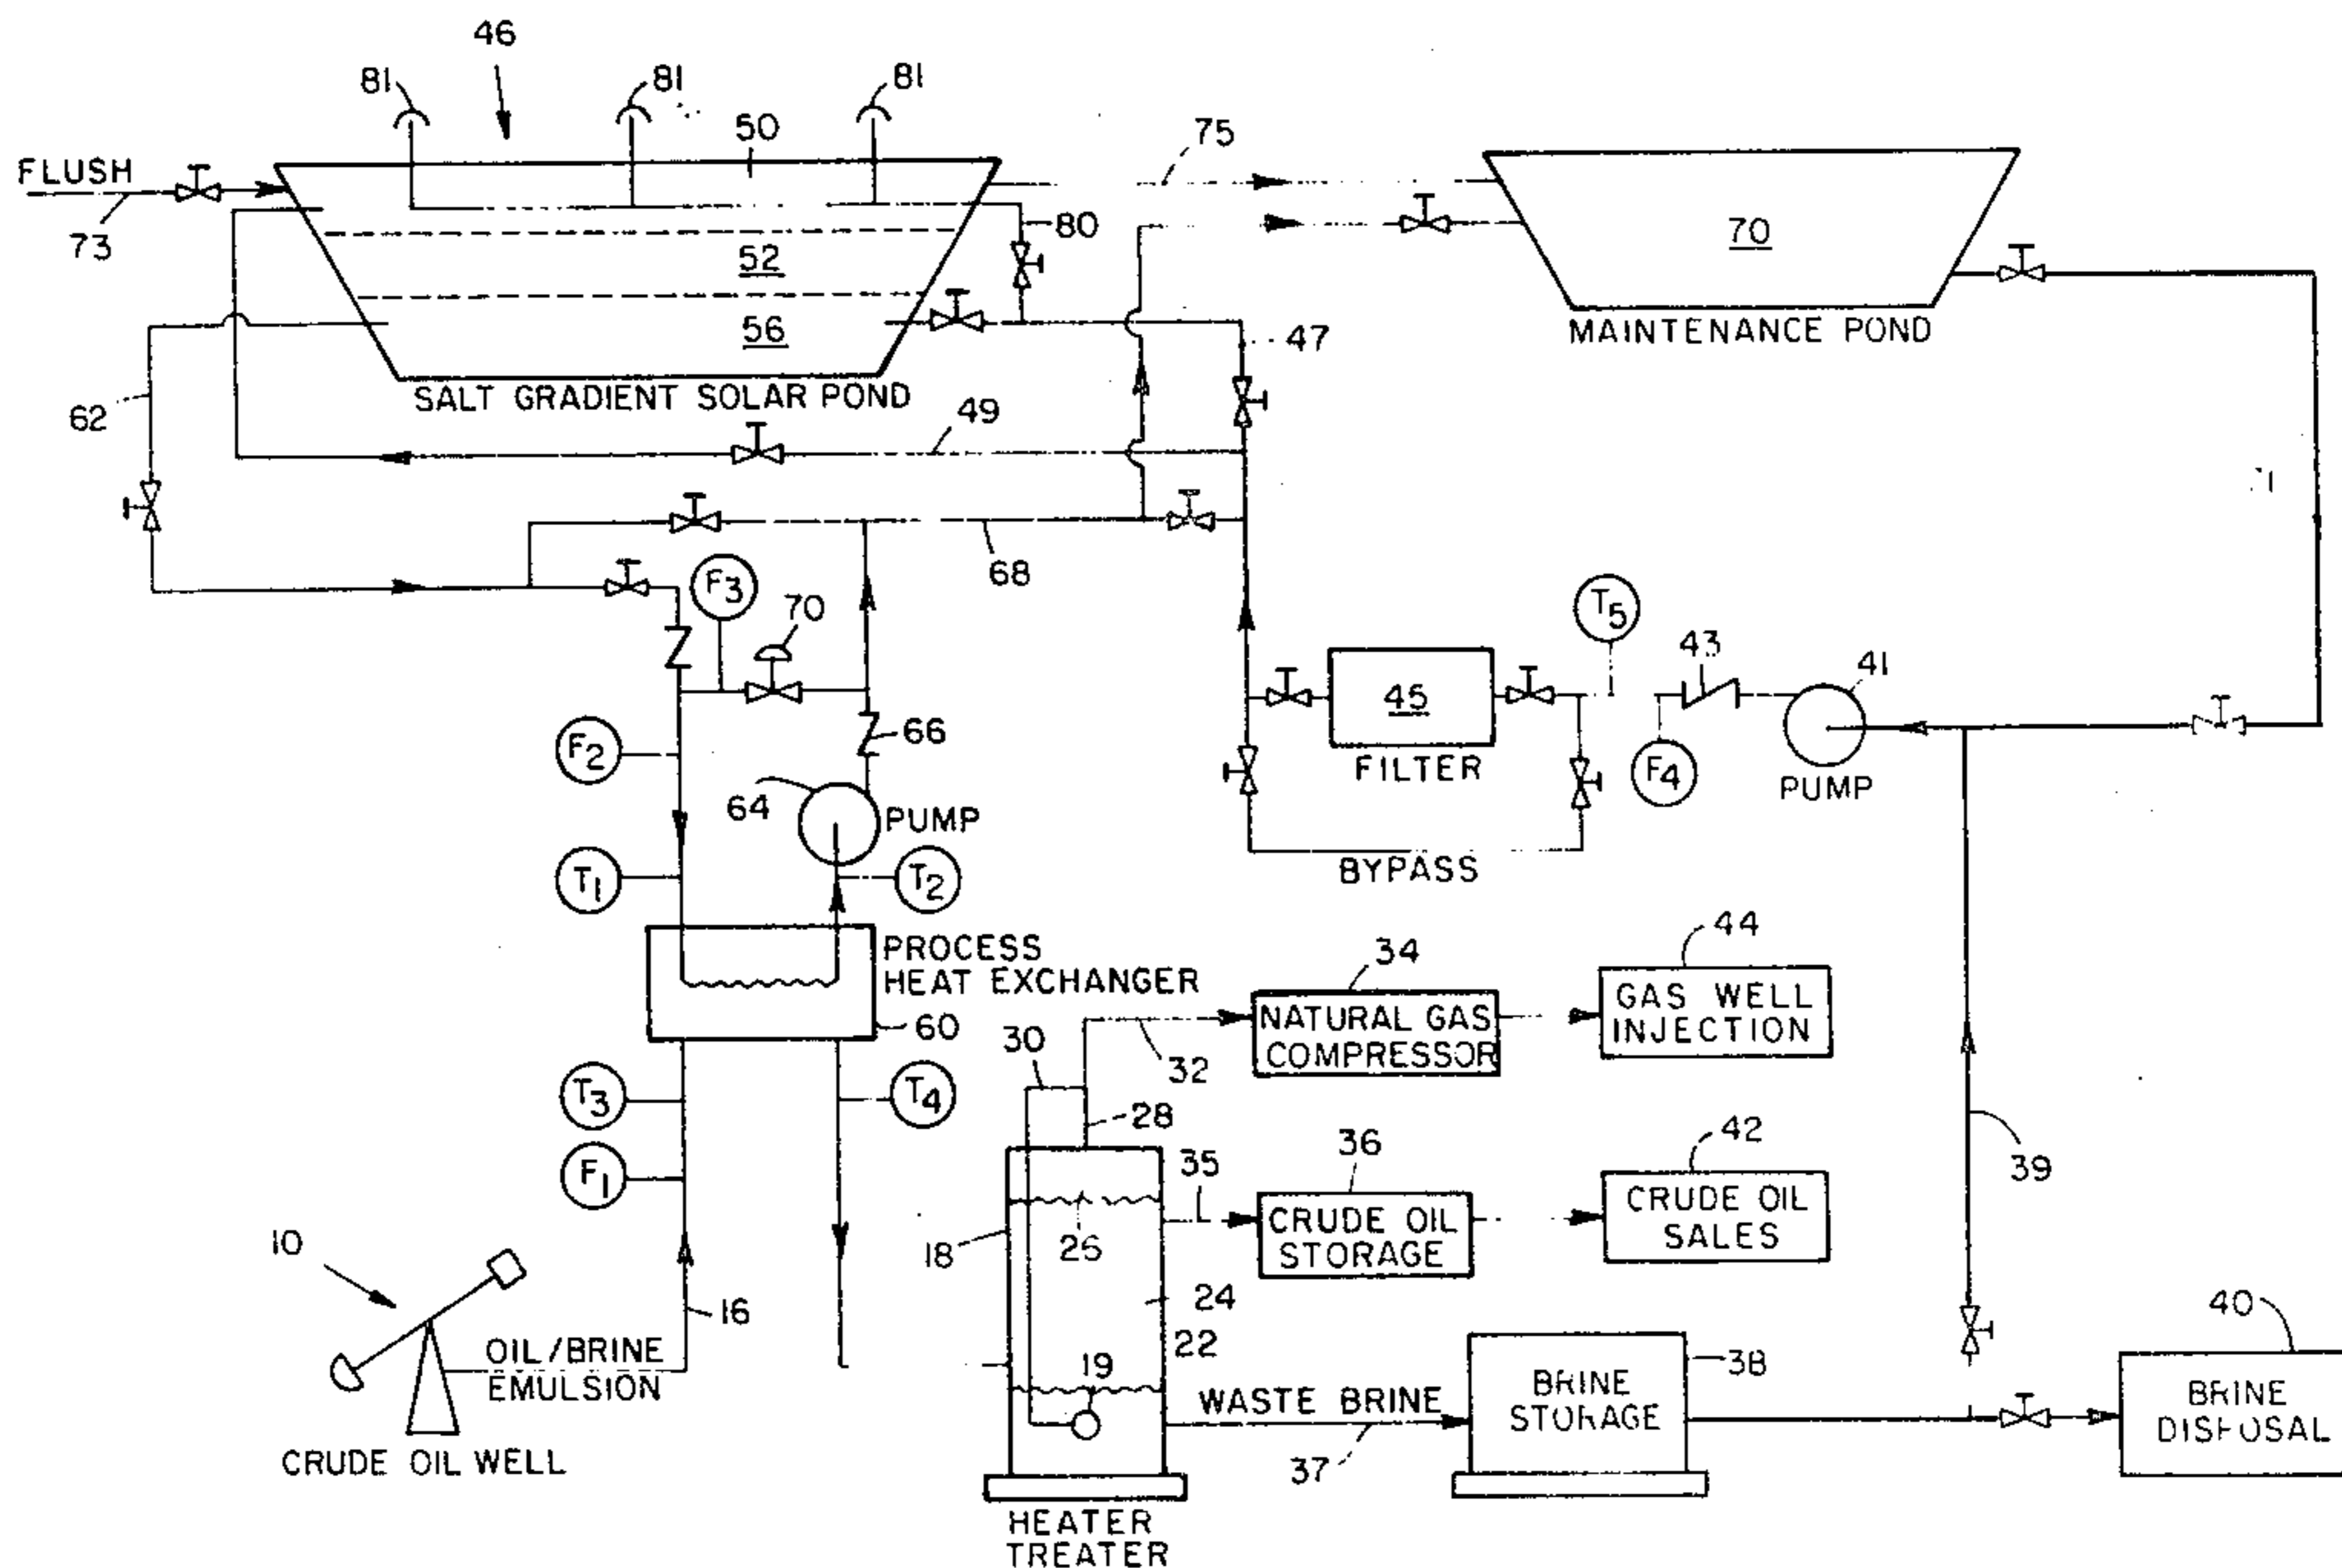 46
81
81
81
50
75
FLUSH
73
80
52
70
56
47
MAINTENANCE POND
62
SALT GRADIENT SOLAR POND
49
68
F3
70
T5
43
41
45
F2
66
FILTER
F4
PUMP
64
PUMP
BYPASS
T1
T2
PROCESS
HEAT EXCHANGER
60
34
44
NATURAL GAS
COMPRESSOR
GAS WELL
INJECTION
30
32
T3
T4
28
39
F1
35
36
42
CRUDE OIL
STORAGE
CRUDE OIL
SALES
18
26
10
16
24
22
40
OIL/BRINE
EMULSION
19
38
WASTE BRINE
BRINE
STORAGE
BRINE
DISPOSAL
37
CRUDE OIL WELL
HEATER
TREATER